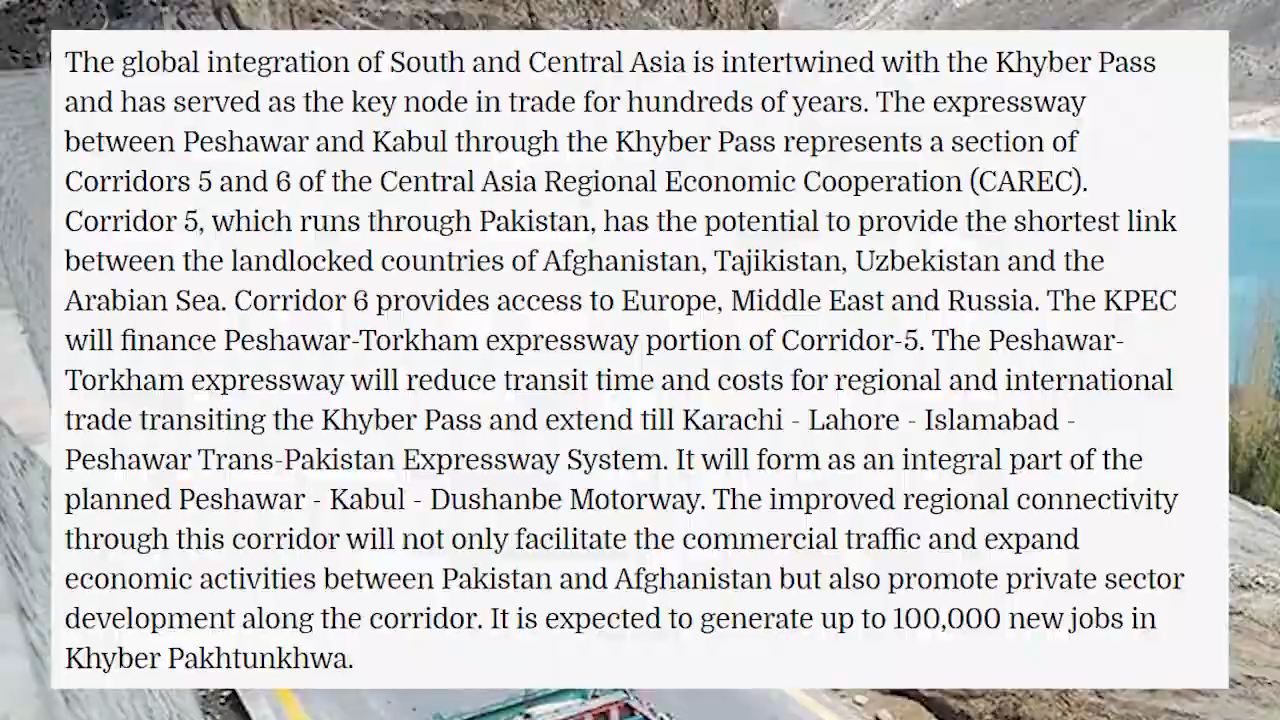 The global integration of South and Central Asia is intertwined with the Khyber Pass
and has served as the key node in trade for hundreds of years. The expressway
between Peshawar and Kabul through the Khyber Pass represents a section of
Corridors 5 and 6 of the Central Asia Regional Economic Cooperation (CAREC).
Corridor 5, which runs through Pakistan, has the potential to provide the shortest link
between the landlocked countries of Afghanistan, Tajikistan, Uzbekistan and the
Arabian Sea. Corridor 6 provides access to Europe, Middle East and Russia. The KPEC
will finance Peshawar-Torkham expressway portion of Corridor-5. The Peshawar-
Torkham expressway will reduce transit time and costs for regional and international
trade transiting the Khyber Pass and extend till Karachi - Lahore - Islamabad -
Peshawar Trans-Pakistan Expressway System. It will form as an integral part of the
planned Peshawar - Kabul - Dushanbe Motorway. The improved regional connectivity
through this corridor will not only facilitate the commercial traffic and expand
economic activities between Pakistan and Afghanistan but also promote private sector
development along the corridor. It is expected to generate up to 100,000 new jobs in
Khyber Pakhtunkhwa.